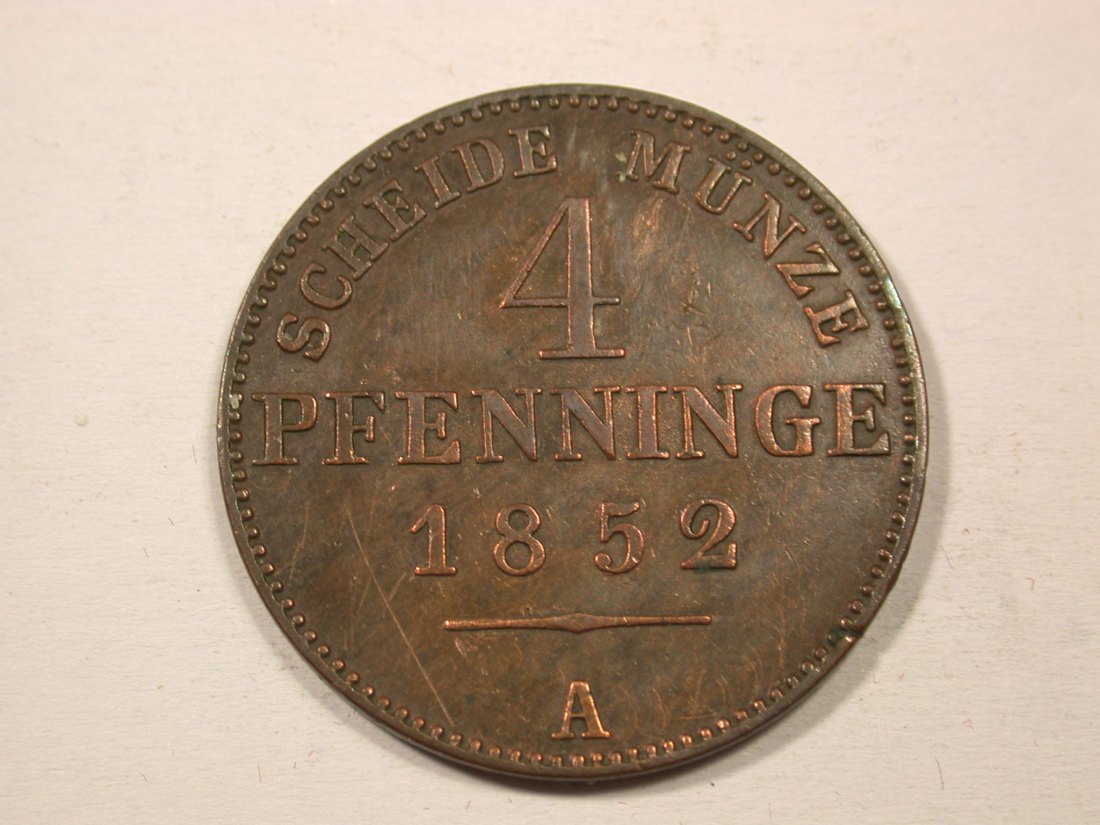 SCHEIDE MÜNZE
4
PFENNINGE
1852
A